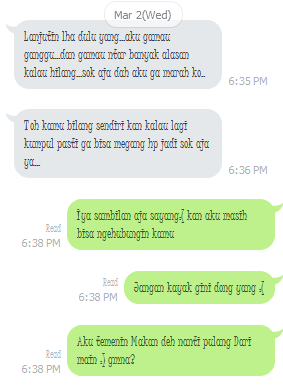 Mar 2(Wed)
Lanjutin lha dulu yang...aku gamau
ganggu...dan gamau ntar banyak alasan
kalau hilang...sok aja dah aku ga marah ko..
6:35 PM
Toh kamu bilang sendiri kan kalau lagi
kumpul pasti ga bisa megang hp jadi sok aja
ya...
6:36 PM
Iya sambilan aja sayang:( kan aku masih
bisa ngehubungin kamu
Read
6:38 PM
Jangan kayak gini dong yang :(
Read
6:38 PM
Aku temenin Makan deh nanti pulang Dari
main :) gmna?
Read
6:38 PM